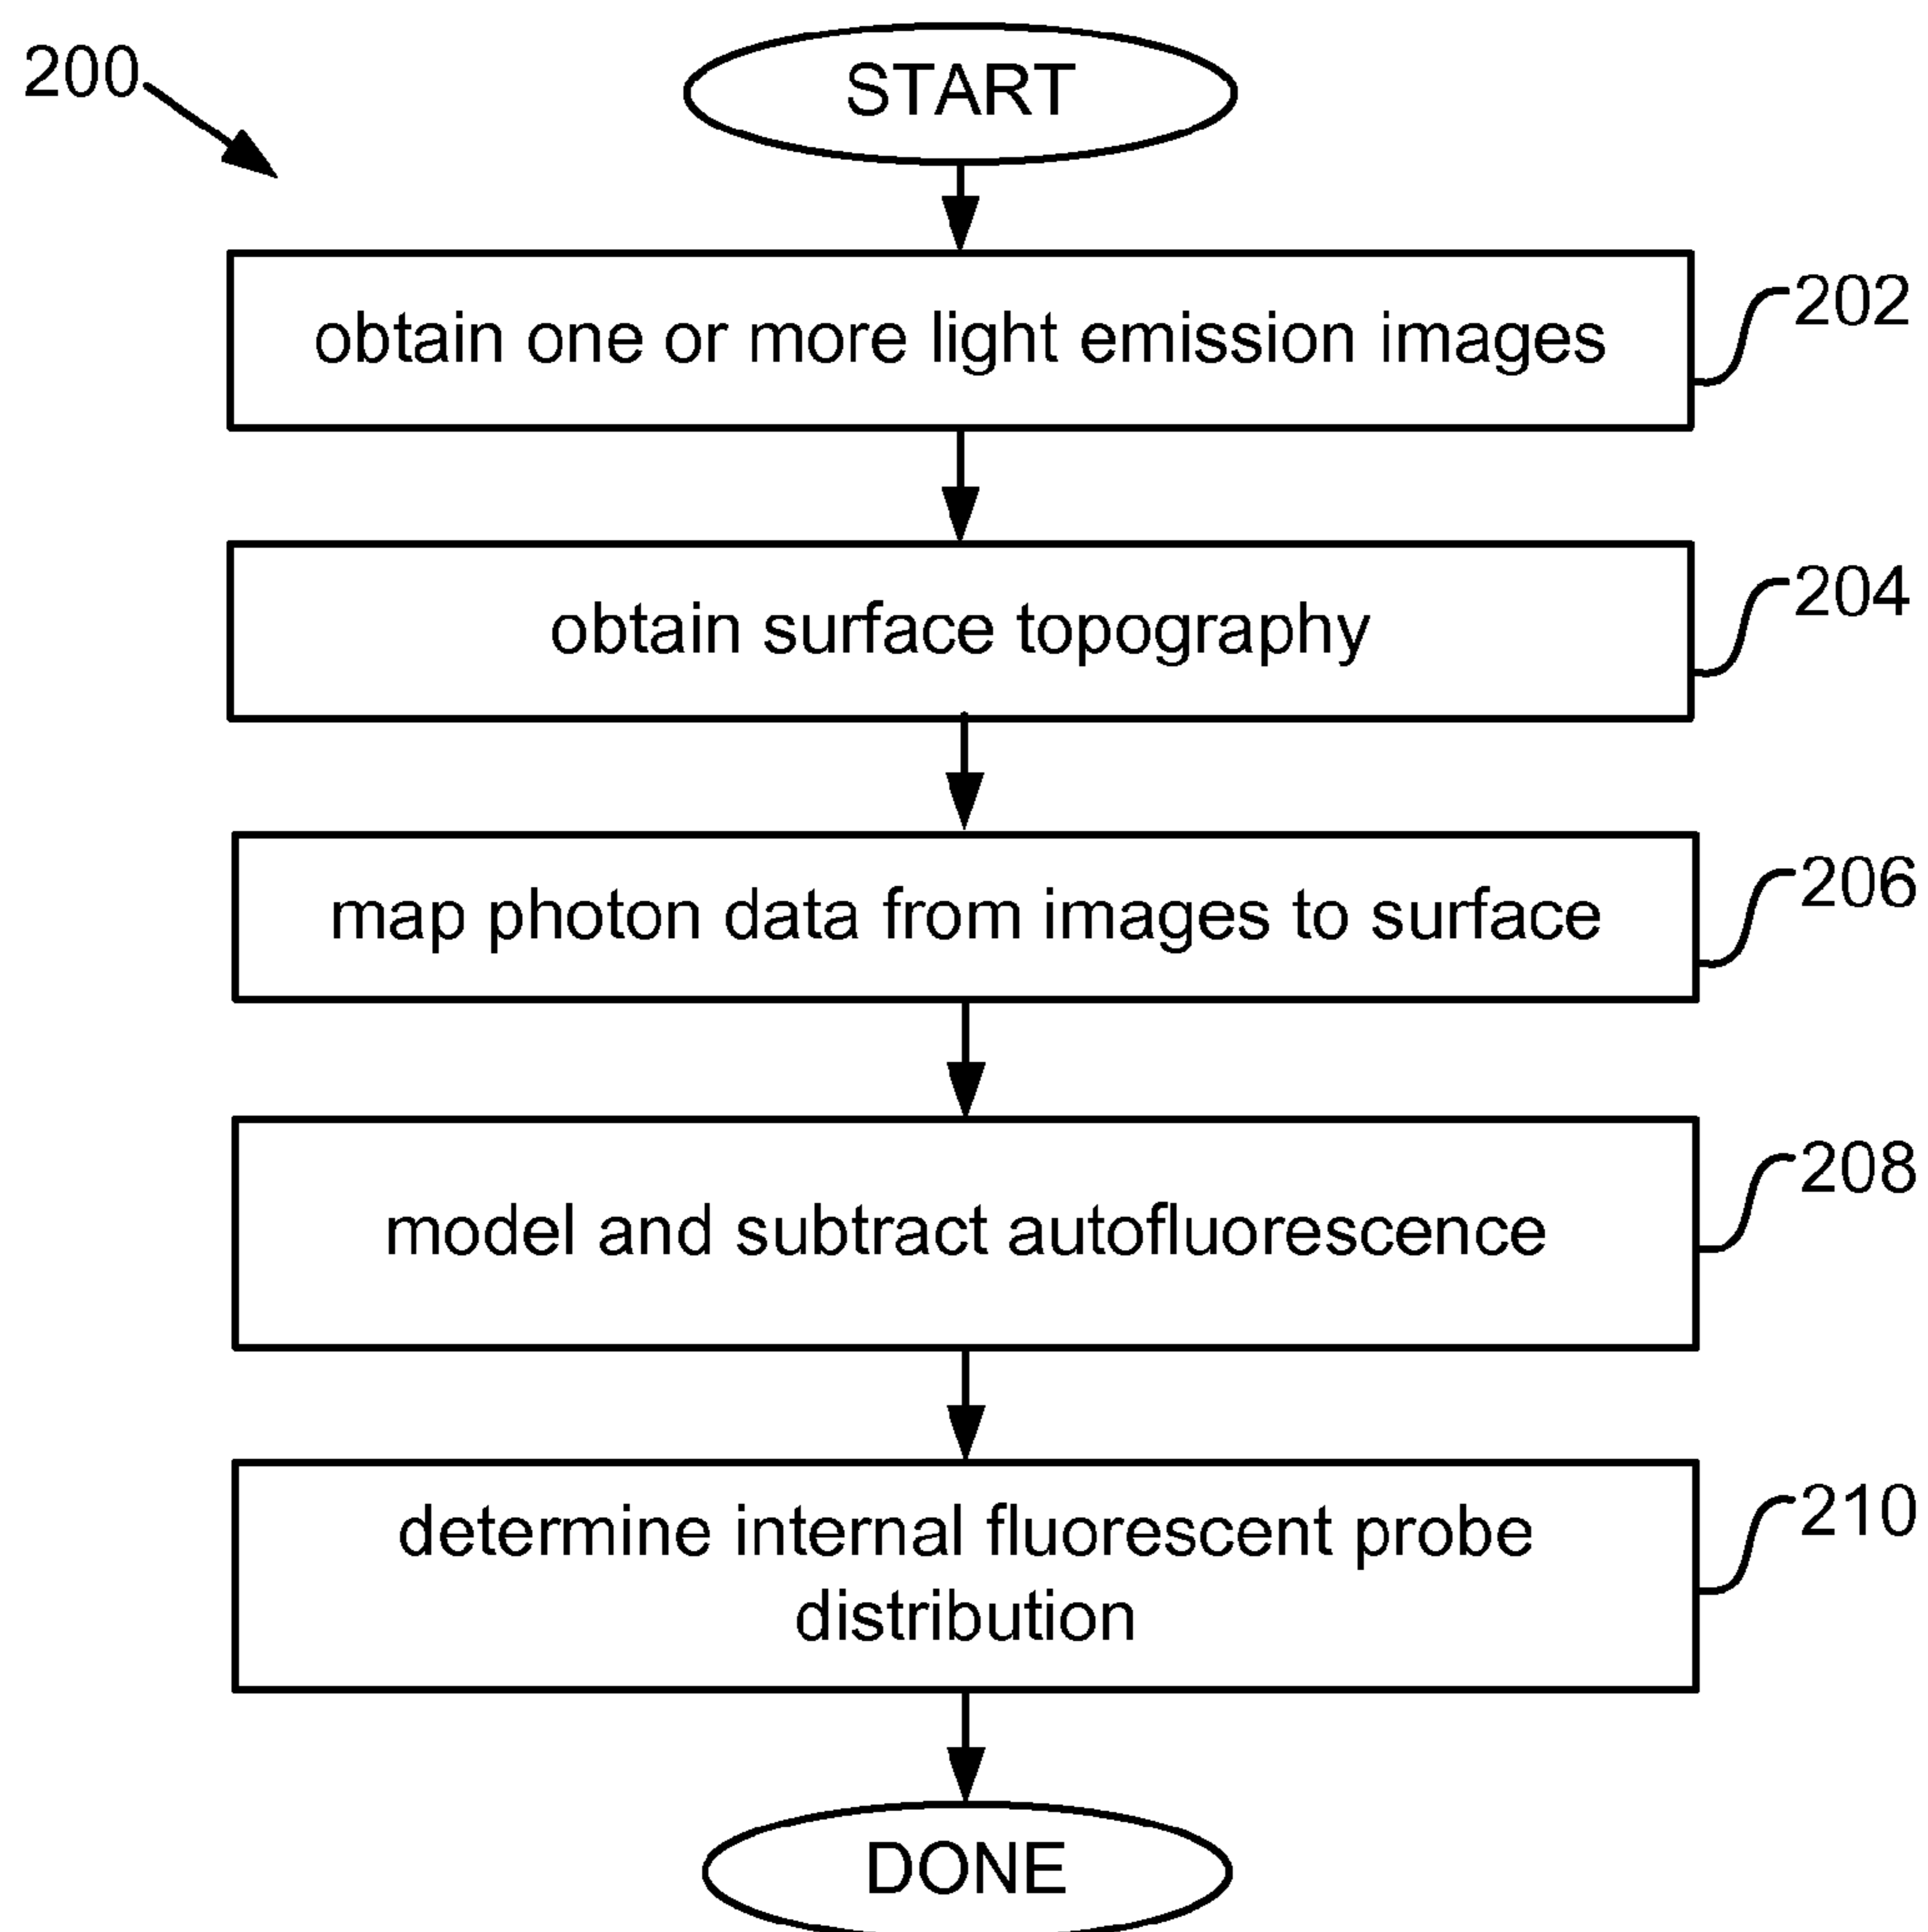 200
START
obtain one or more light emission images
202
obtain surface topography
204
map photon data from images to surface
206
model and subtract autofluorescence
208
determine internal fluorescent probe
distribution
210
DONE